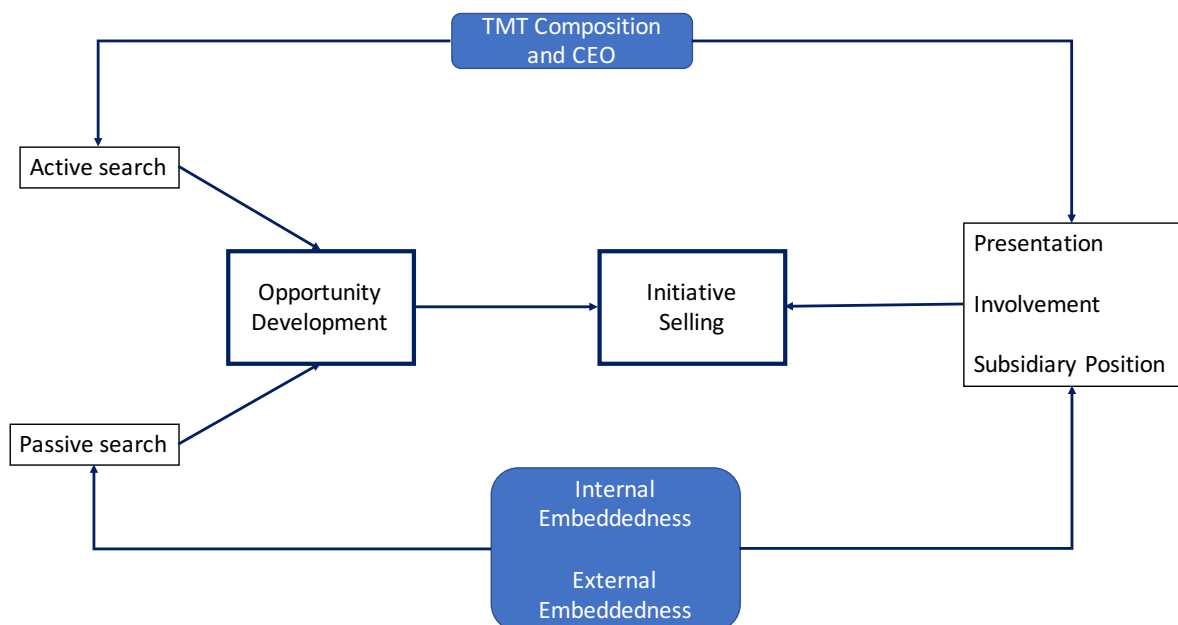 TMT Composition
and CEO
Active search
Opportunity
Development
Initiative
Selling
Presentation
Involvement
Subsidiary Position
Passive search
Internal
Embeddedness
External
Embeddedness